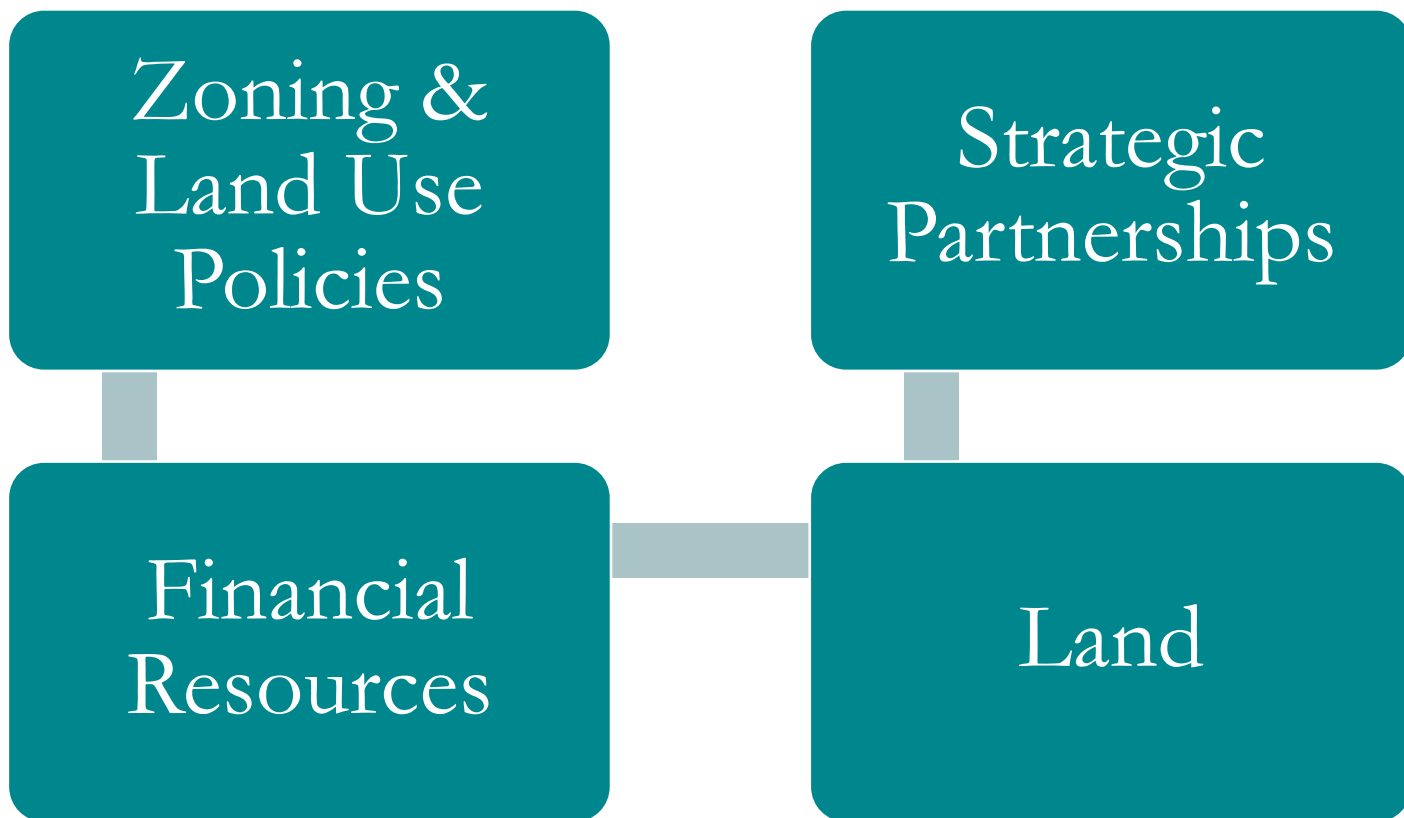 Zoning &
Land Use
Policies
Strategic
Partnerships
Financial
Resources
Land